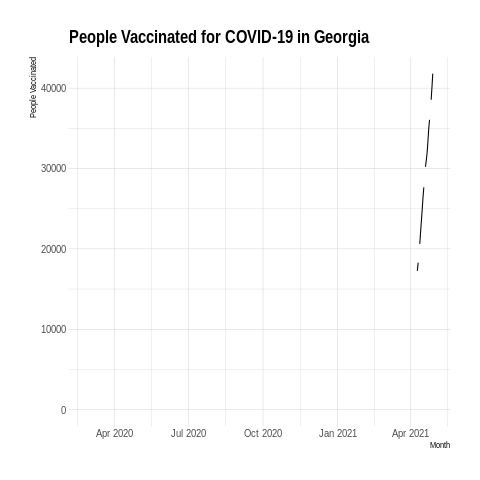 People Vaccinated for COVID-19 in Georgia
People Vaccinated
40000
30000
20000
10000
0
Apr 2020 Jul 2020 Oct 2020 Jan 2021 Apr 2021
Month